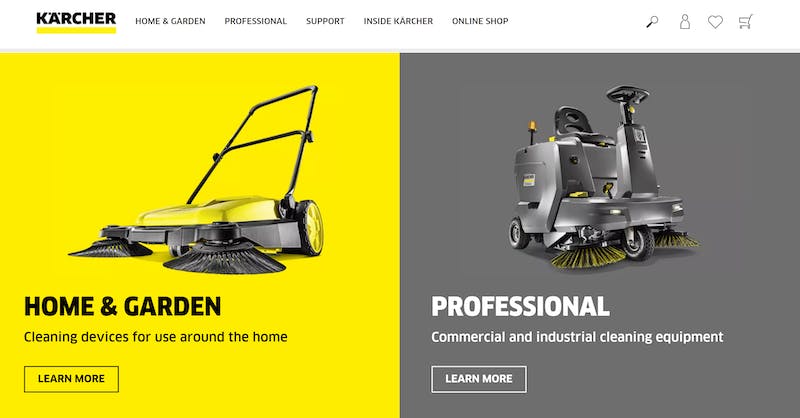 KÄRCHER
HOME & GARDEN
PROFESSIONAL
SUPPORT
INSIDE KÄRCHER
ONLINE SHOP
HOME & GARDEN
Cleaning devices for use around the home
LEARN MORE
PROFESSIONAL
Commercial and industrial cleaning equipment
LEARN MORE